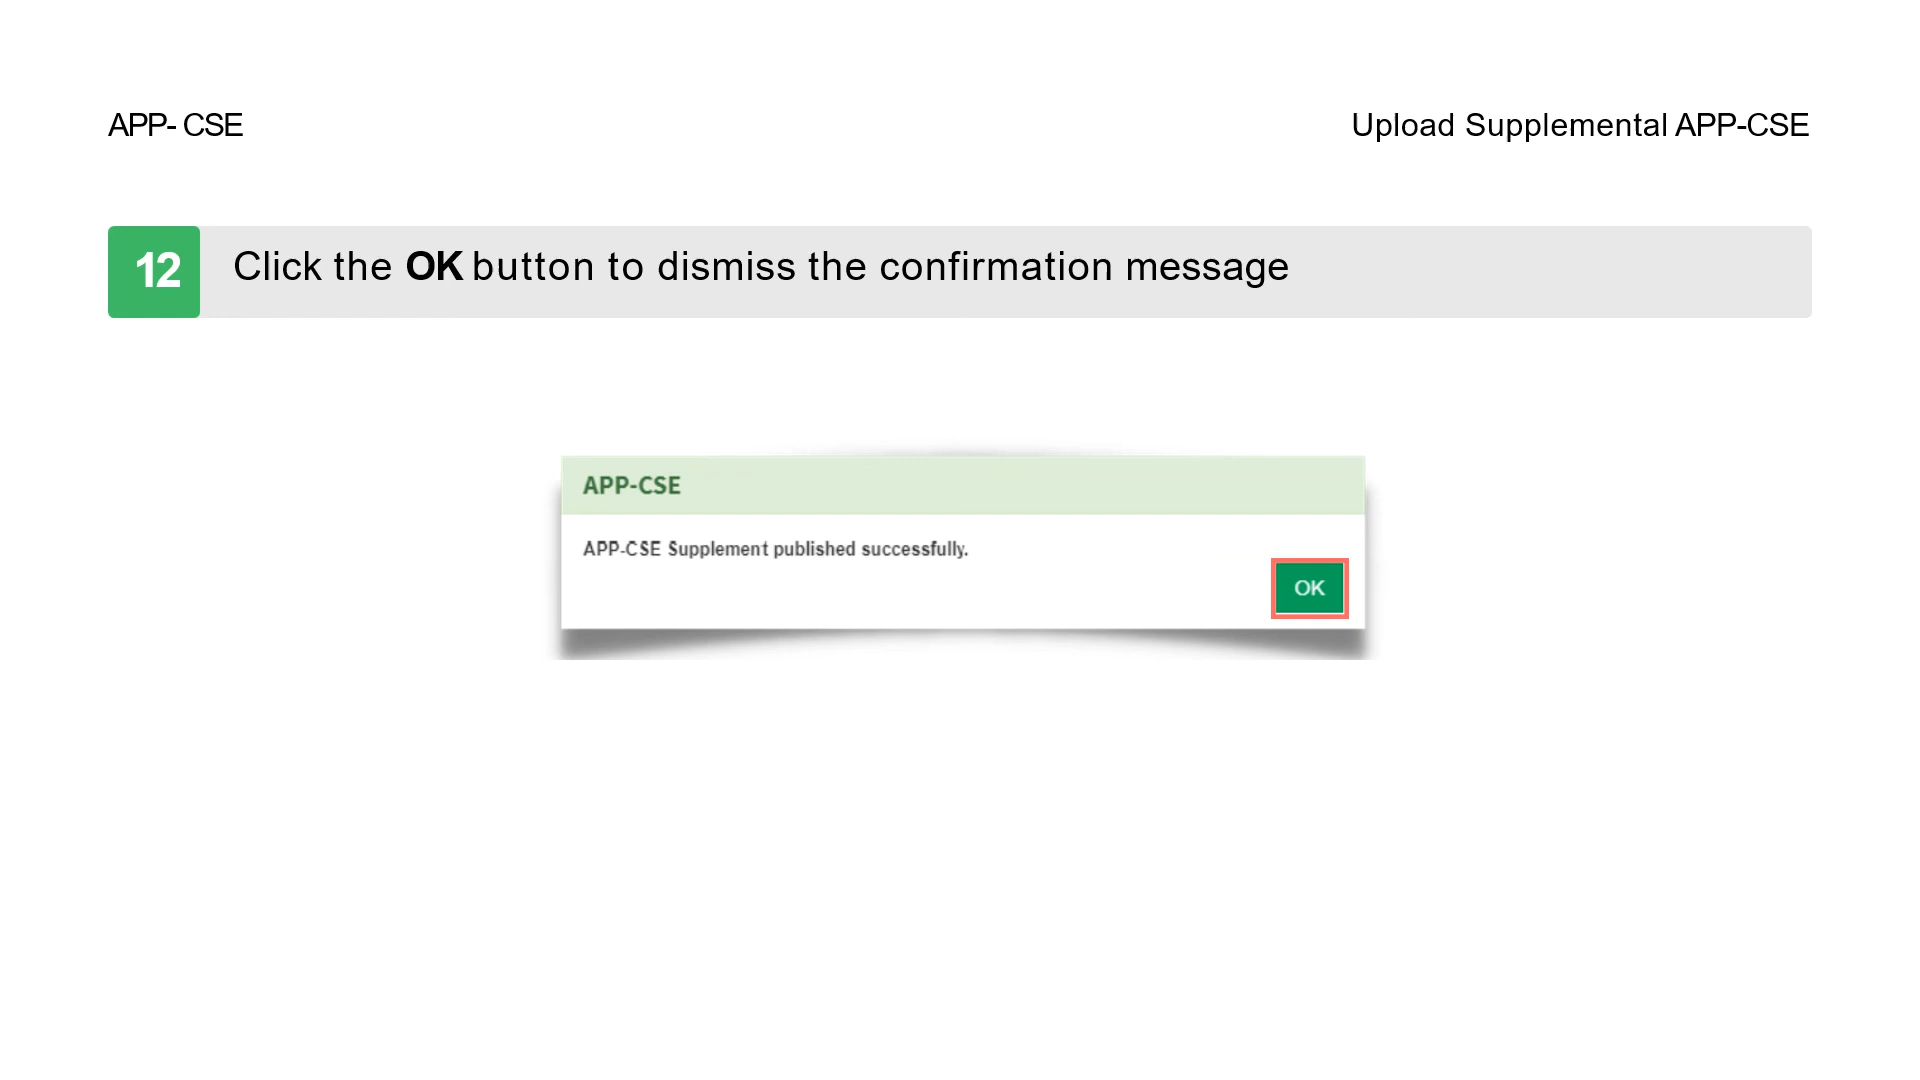 APP- CSE
Upload Supplemental APP-CSE
12
Click the OK button to dismiss the confirmation message
APP-CSE
APP-CSE Supplement published successfully.
OK